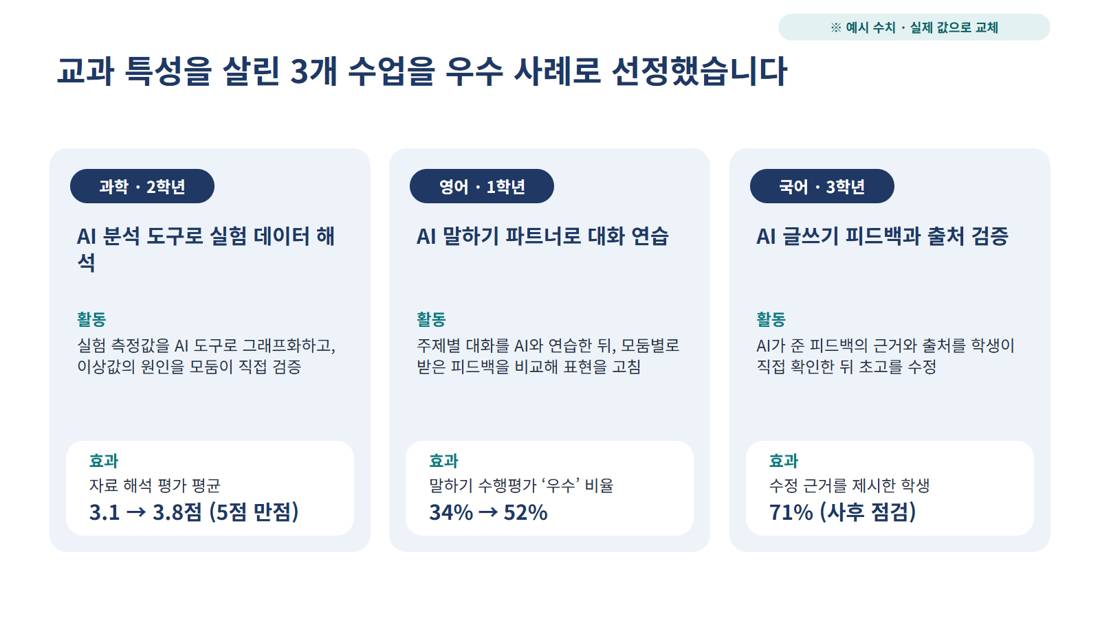 ※ 예시 수치 · 실제 값으로 교체
교과 특성을 살린 3개 수업을 우수 사례로 선정했습니다
과학 · 2학년
AI 분석 도구로 실험 데이터 해
석
활동
실험 측정값을 AI 도구로 그래프화하고,
이상값의 원인을 모둠이 직접 검증
효과
자료 해석 평가 평균
3.1 → 3.8점 (5점 만점)
영어 · 1학년
AI 말하기 파트너로 대화 연습
활동
주제별 대화를 AI와 연습한 뒤, 모둠별로
받은 피드백을 비교해 표현을 고침
효과
말하기 수행평가 ‘우수’ 비율
34% → 52%
국어 · 3학년
AI 글쓰기 피드백과 출처 검증
활동
AI가 준 피드백의 근거와 출처를 학생이
직접 확인한 뒤 초고를 수정
효과
수정 근거를 제시한 학생
71% (사후 점검)